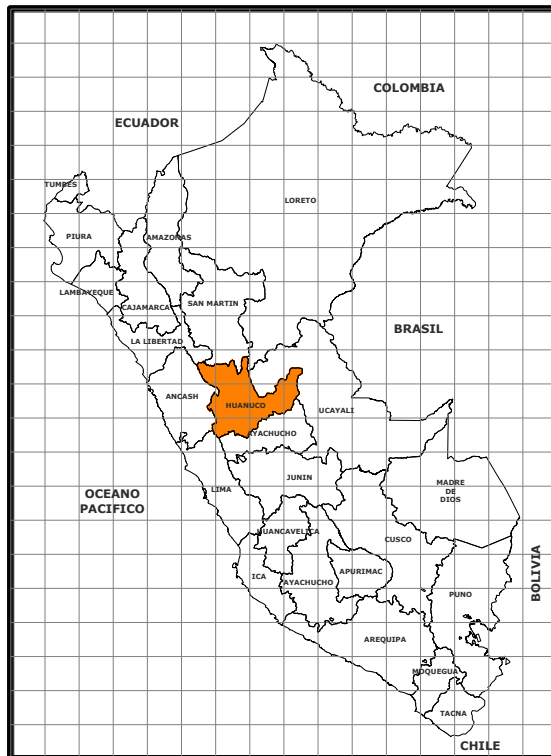 COLOMBIA
ECUADOR
TUMBES
LORETO
PIURA
AMAZONAS
LAMBAYEQUE
CAJAMARCA
SAN MARTIN
BRASIL
LA LIBERTAD
ANCASH
HUANUCO
UCAYALI
AYACHUCHO
JUNIN
LIMA
MADRE
DE
DIOS
OCEANO
PACIFICO
HUANCAVELICA
CUSCO
ICA
AYACHUCHO
APURIMAC
BOLIVIA
PUNO
AREQUIPA
MOQUEGUA
TACNA
CHILE